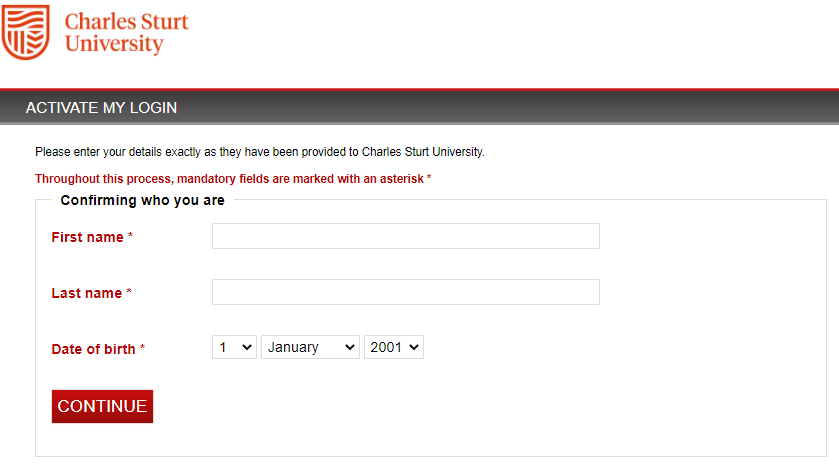 Charles Sturt
University
ACTIVATE MY LOGIN
Please enter your details exactly as they have been provided to Charles Sturt University.
Throughout this process, mandatory fields are marked with an asterisk *
Confirming who you are
First name *
Last name *
Date of birth * 1 January 2001
CONTINUE